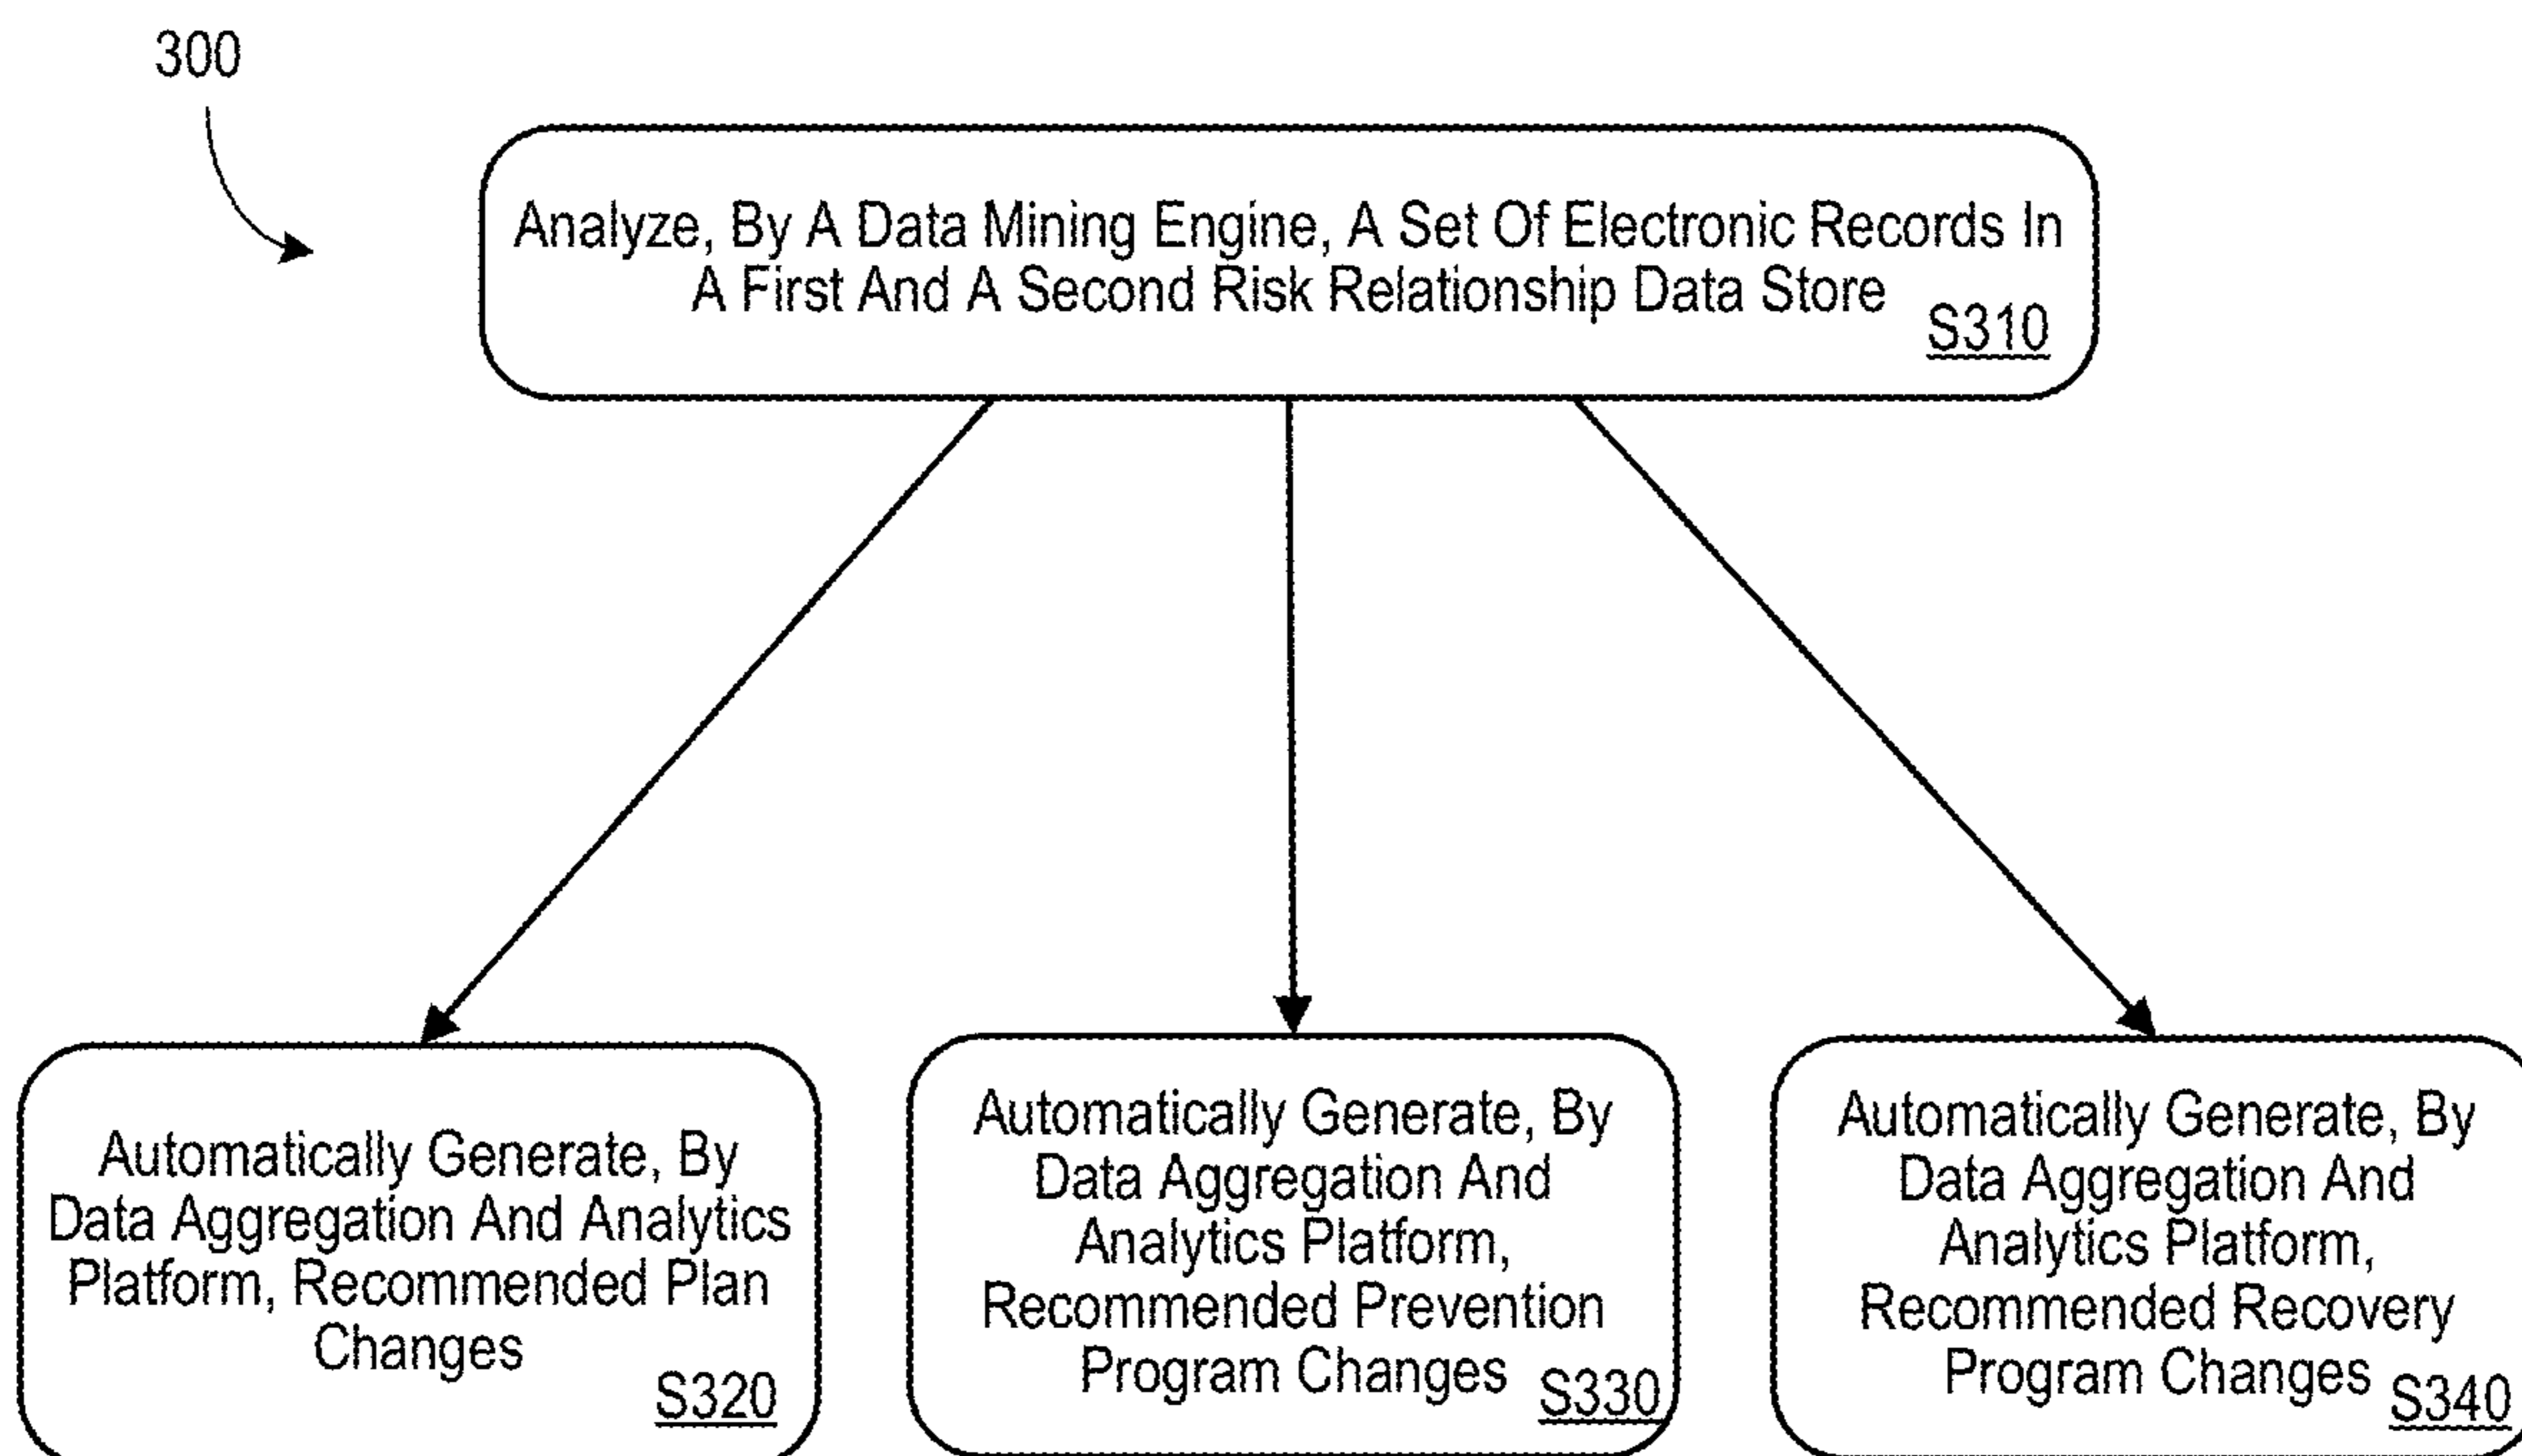 300
Analyze, By A Data Mining Engine, A Set Of Electronic Records In
A First And A Second Risk Relationship Data Store
S310
Automatically Generate, By
Data Aggregation And Analytics
Platform, Recommended Plan
Changes
S320
Automatically Generate, By
Data Aggregation And
Analytics Platform,
Recommended Prevention
Program Changes
S330
Automatically Generate, By
Data Aggregation And
Analytics Platform,
Recommended Recovery
Program Changes
S340